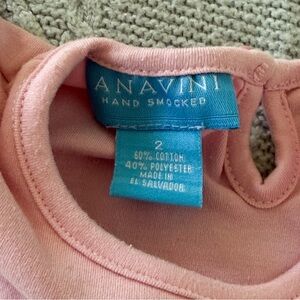 ANAVINI
HAND SMOCKED
2
60% COTTON
40% POLYESTER
MADE IN
EL SALVADOR